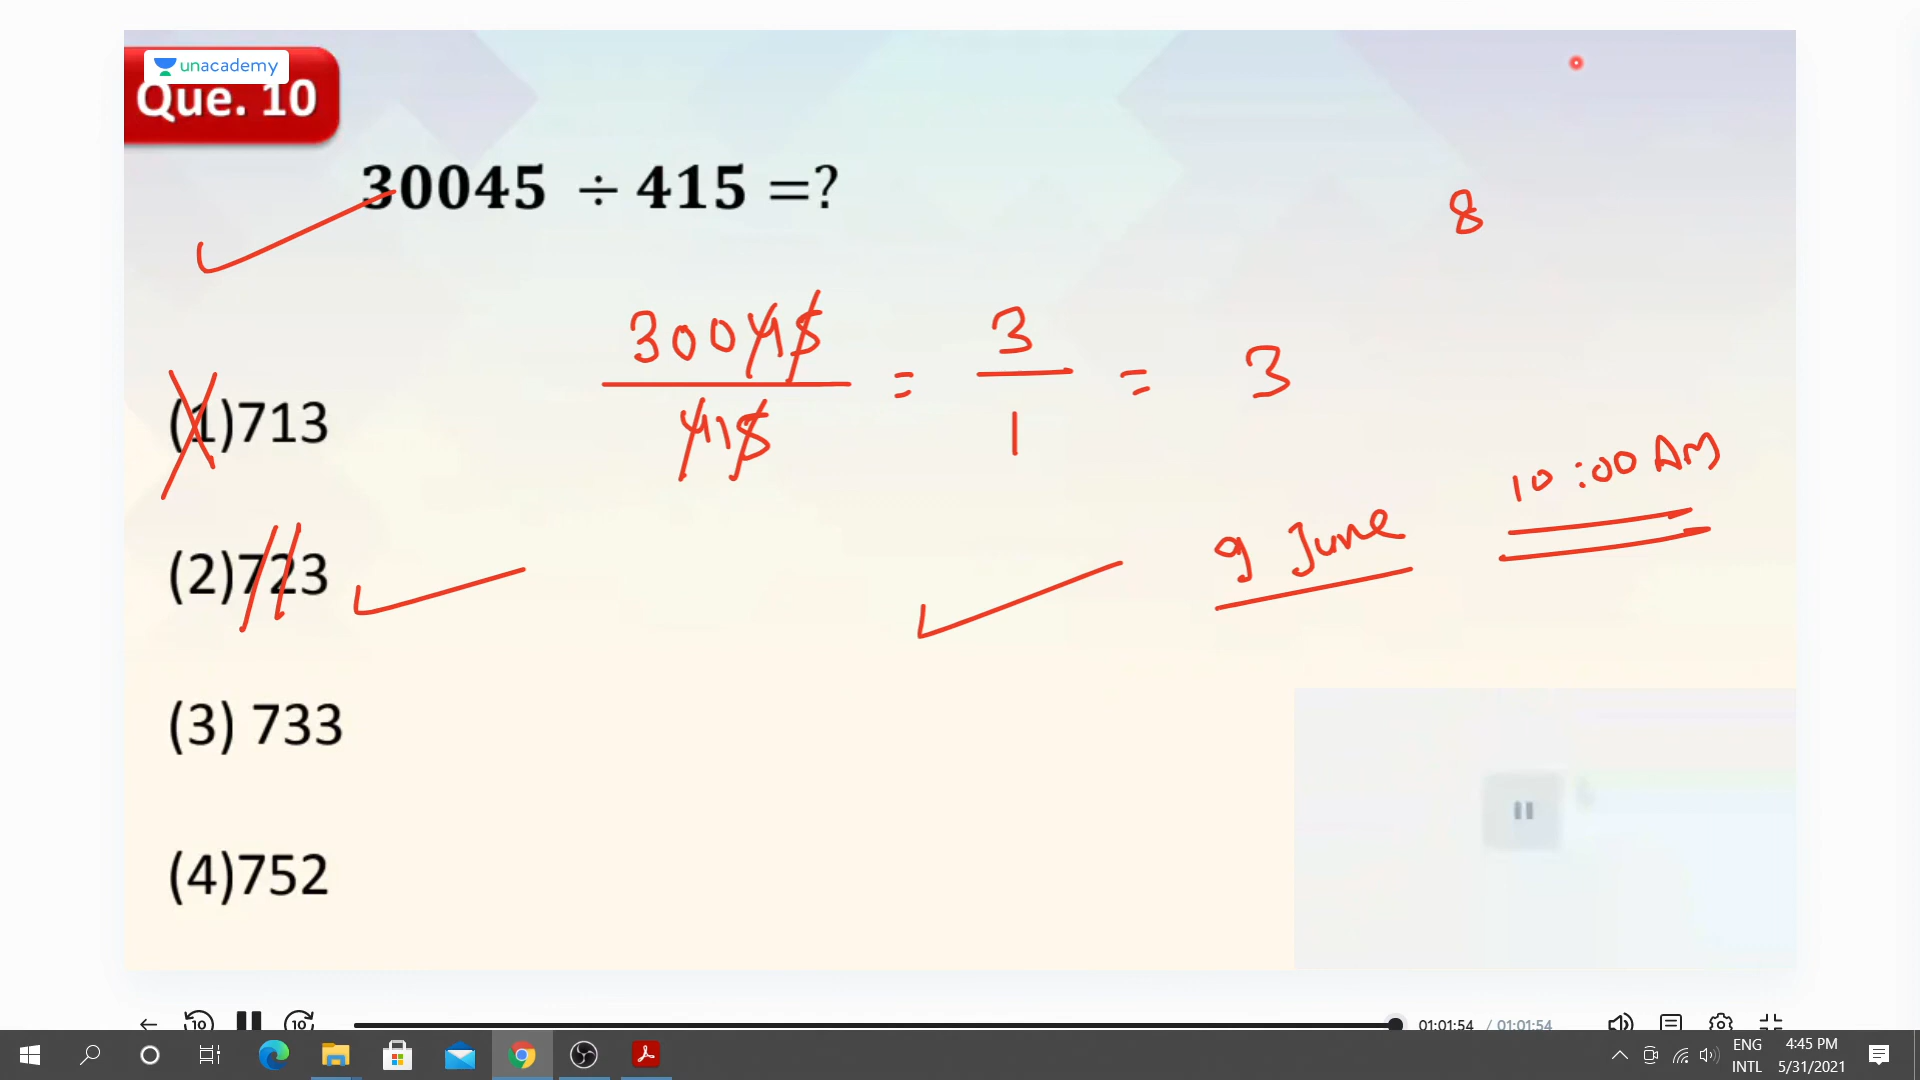 unacademy
Que. 10
30045 ÷ 415 =?
8
30045 = 3 = 3
415 1
(1)713
10:00 AM
9 June
(2)723
(3) 733
(4)752
10 10 01:01:54 / 01:01:54
ENG 4:45 PM
INTL 5/31/2021